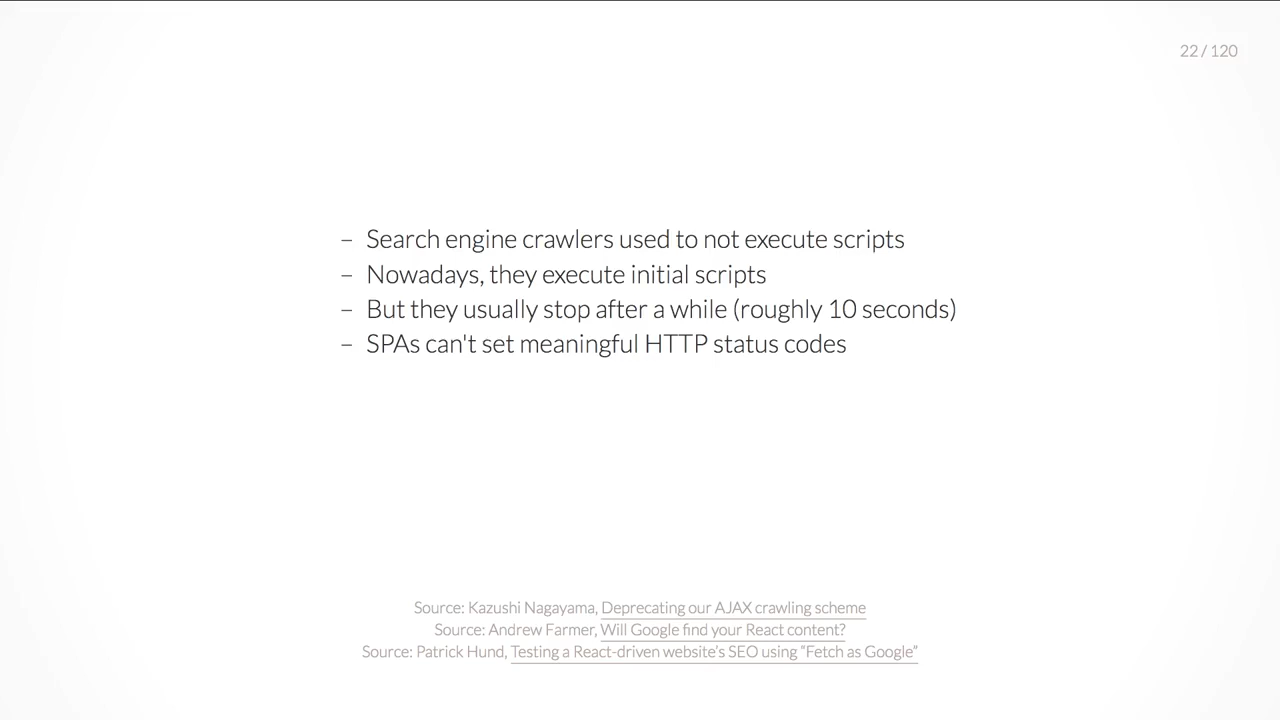 22 / 120
– Search engine crawlers used to not execute scripts
– Nowadays, they execute initial scripts
– But they usually stop after a while (roughly 10 seconds)
– SPAs can't set meaningful HTTP status codes
Source: Kazushi Nagayama, Deprecating our AJAX crawling scheme
Source: Andrew Farmer, Will Google find your React content?
Source: Patrick Hund, Testing a React-driven website’s SEO using “Fetch as Google”